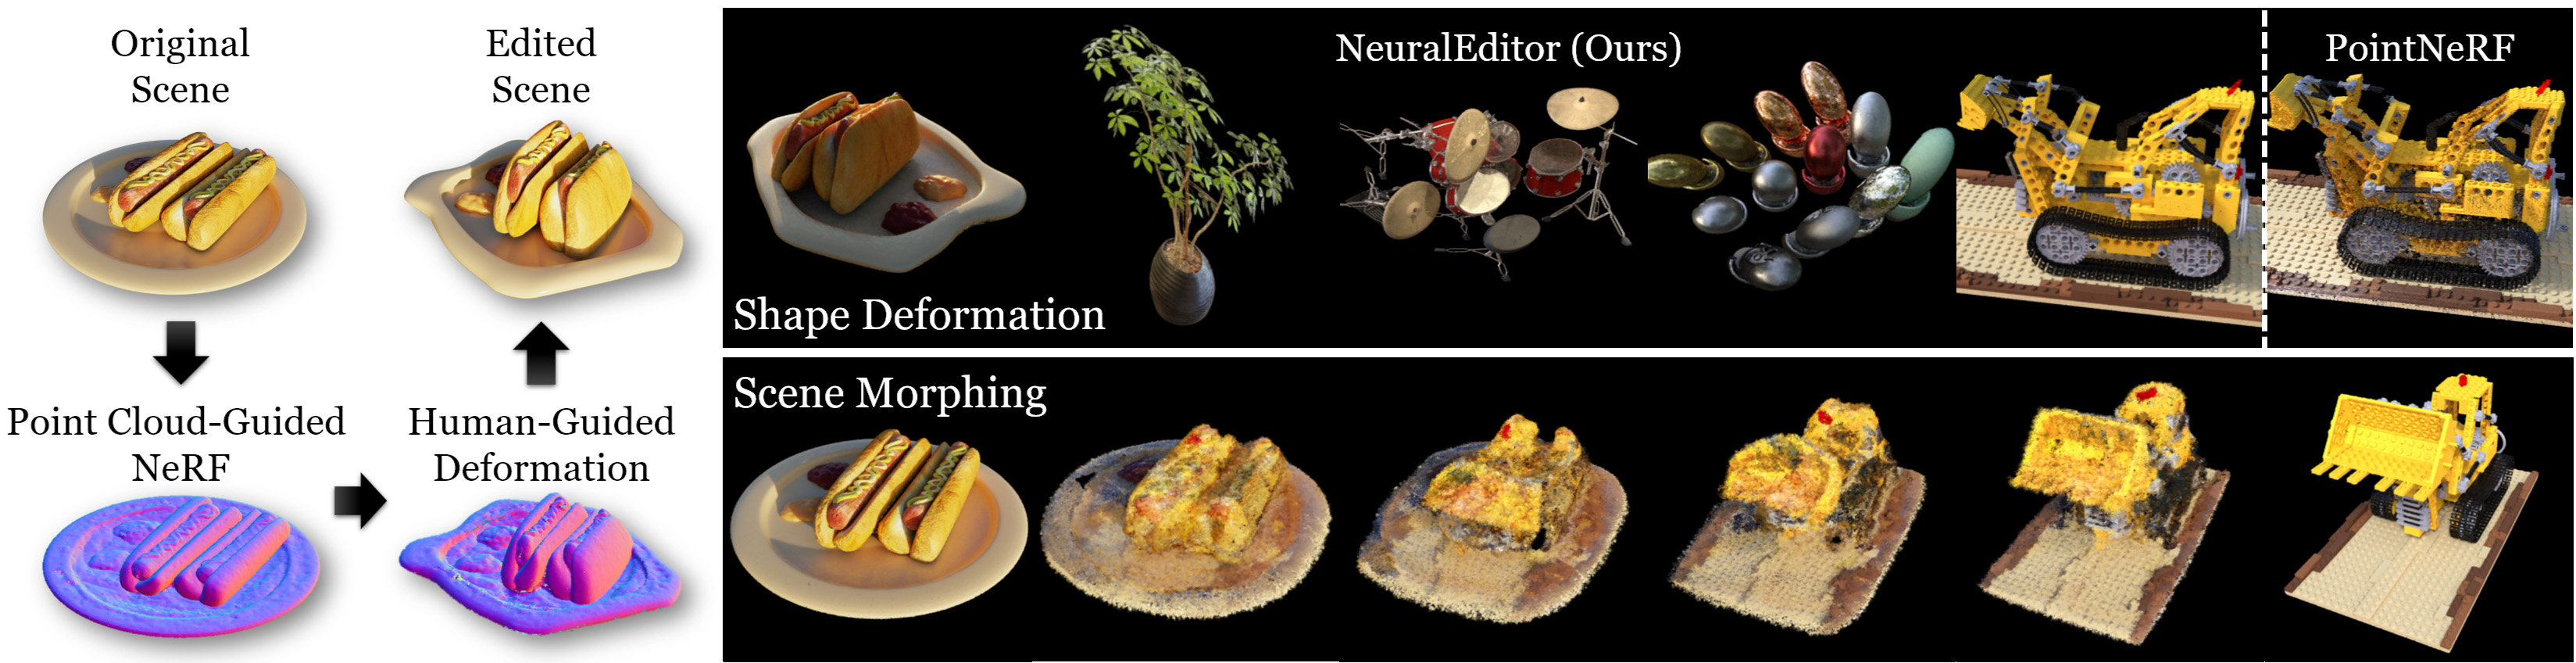 Original
Scene
Edited
Scene
Point Cloud-Guided
NeRF
Human-Guided
Deformation
NeuralEditor (Ours)
PointNeRF
Shape Deformation
Scene Morphing